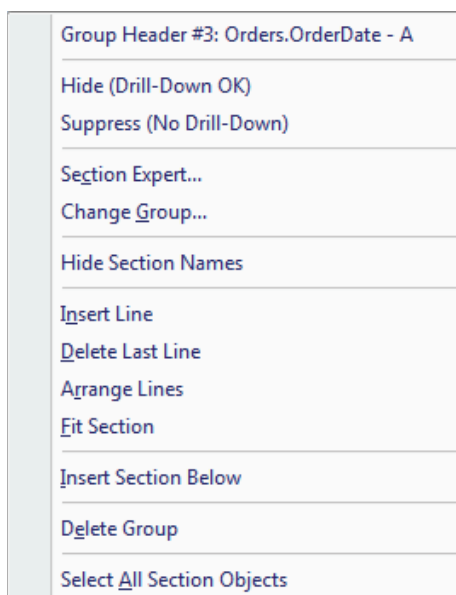 Group Header #3: Orders.OrderDate - A
Hide (Drill-Down OK)
Suppress (No Drill-Down)
Section Expert...
Change Group...
Hide Section Names
Insert Line
Delete Last Line
Arrange Lines
Fit Section
Insert Section Below
Delete Group
Select All Section Objects